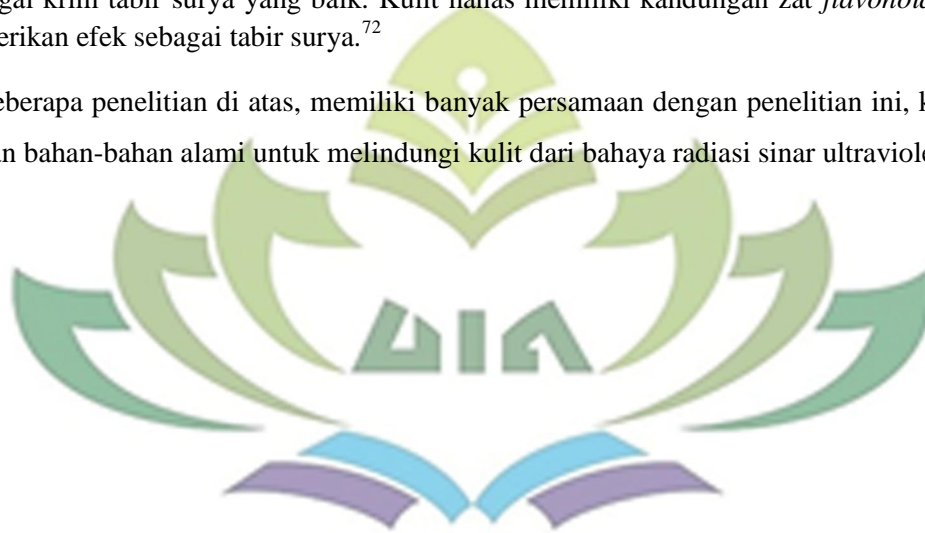 gai krim tabir surya yang baik. Kulit nanas memiliki kandungan zat
erikan efek sebagai tabir surya.72
eberapa penelitian di atas, memiliki banyak persamaan dengan penelitian ini, k
n bahan-bahan alami untuk melindungi kulit dari bahaya radiasi sinar ultraviole
UIN